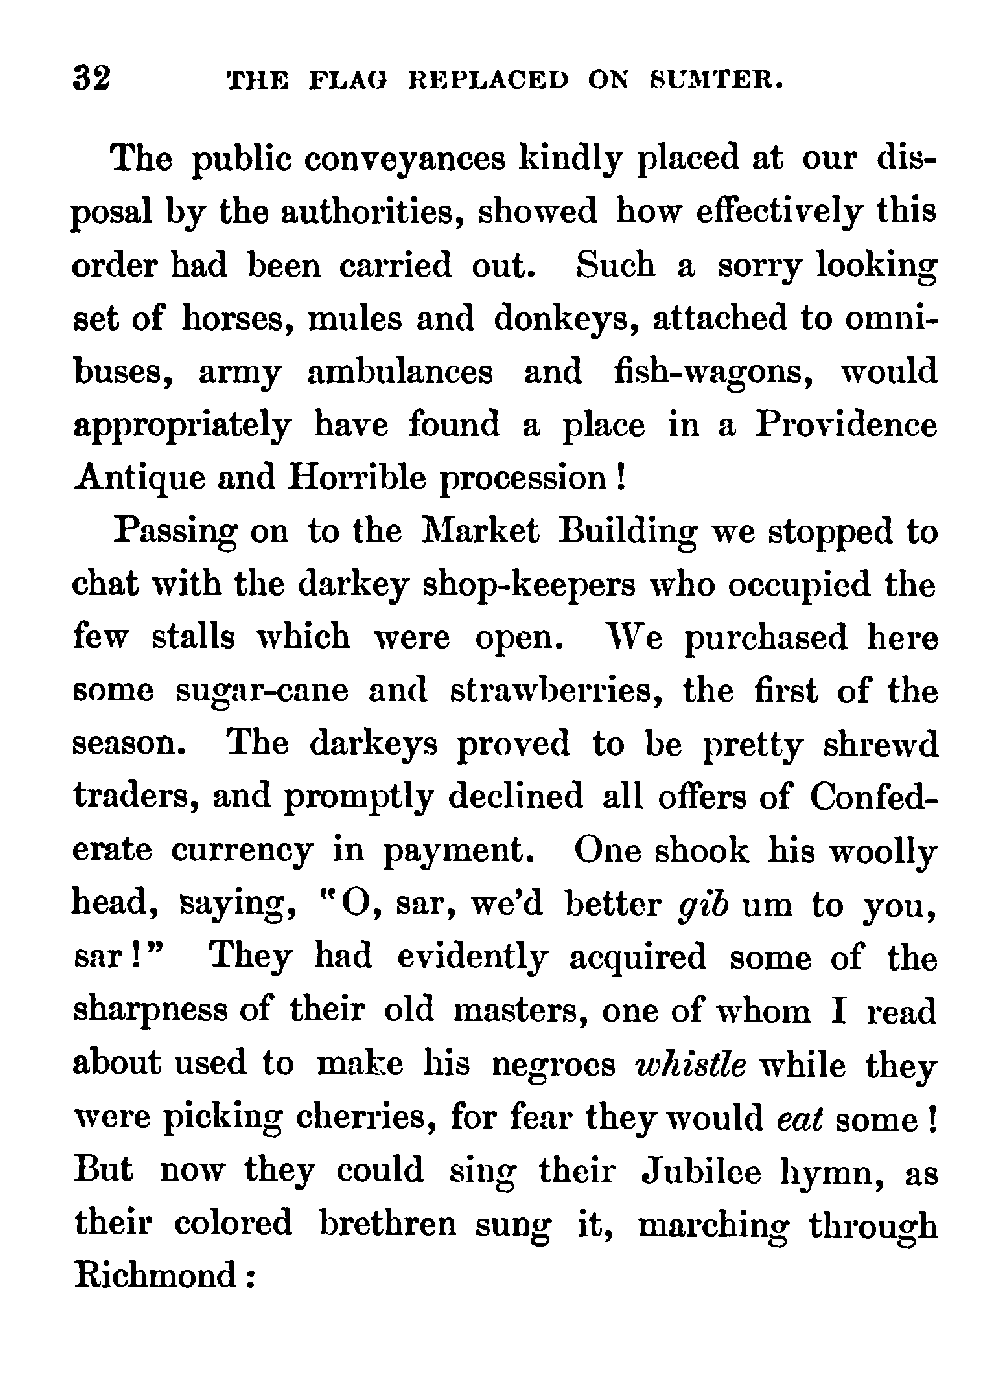 32 THE FLAG REPLACED ON SUMTER.
The public conveyances kindly placed at our dis-
posal by the authorities, showed how effectively this
order had been carried out. Such a sorry looking
set of horses, mules and donkeys, attached to omni-
buses, army ambulances and fish-wagons, would
appropriately have found a place in a Providence
Antique and Horrible procession !
Passing on to the Market Building we stopped to
chat with the darkey shop-keepers who occupied the
few stalls which were open. We purchased here
some sugar-cane and strawberries, the first of the
season. The darkeys proved to be pretty shrewd
traders, and promptly declined all offers of Confed-
erate currency in payment. One shook his woolly
head, saying, "O, sar, we'd better gib um to you,
sar!" They had evidently acquired some of the
sharpness of their old masters, one of whom I read
about used to make his negroes whistle while they
were picking cherries, for fear they would eat some !
But now they could sing their Jubilee hymn, as
their colored brethren sung it, marching through
Richmond :